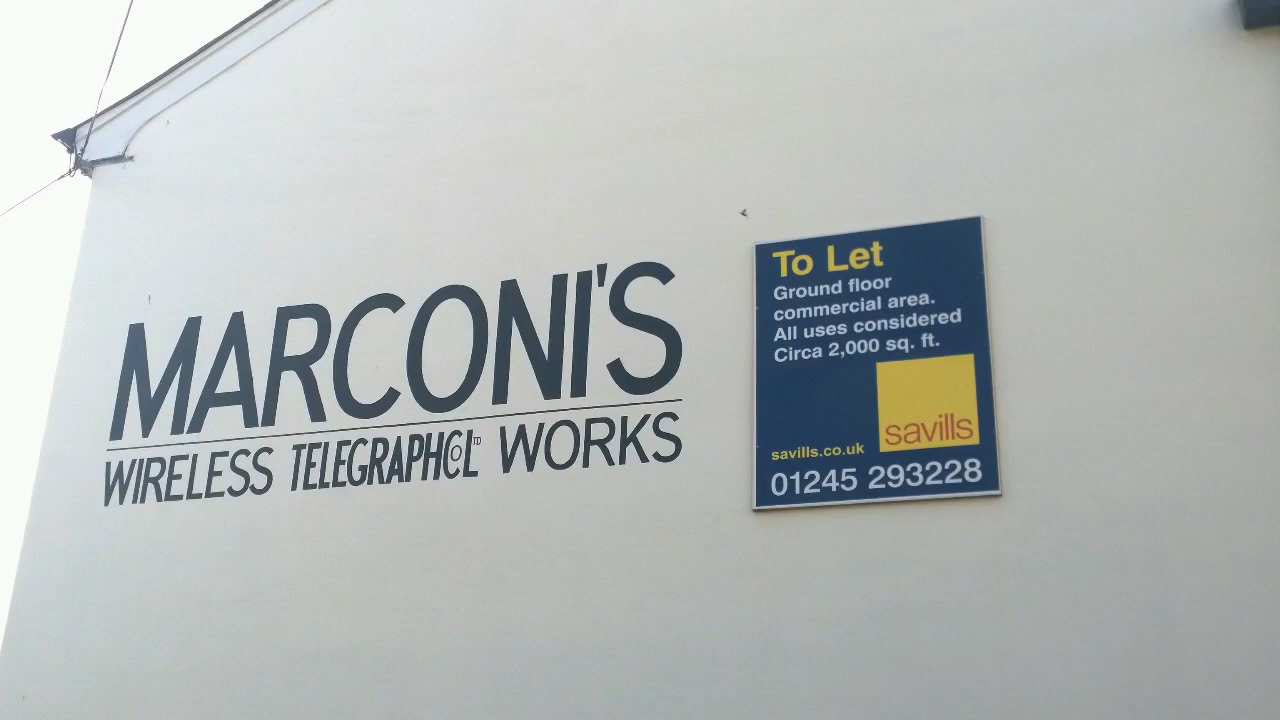 MARCONI'S
WIRELESS TELEGRAPH CO LTD WORKS
To Let
Ground floor
commercial area.
All uses considered
Circa 2,000 sq. ft.
savills
savills.co.uk
01245 293228